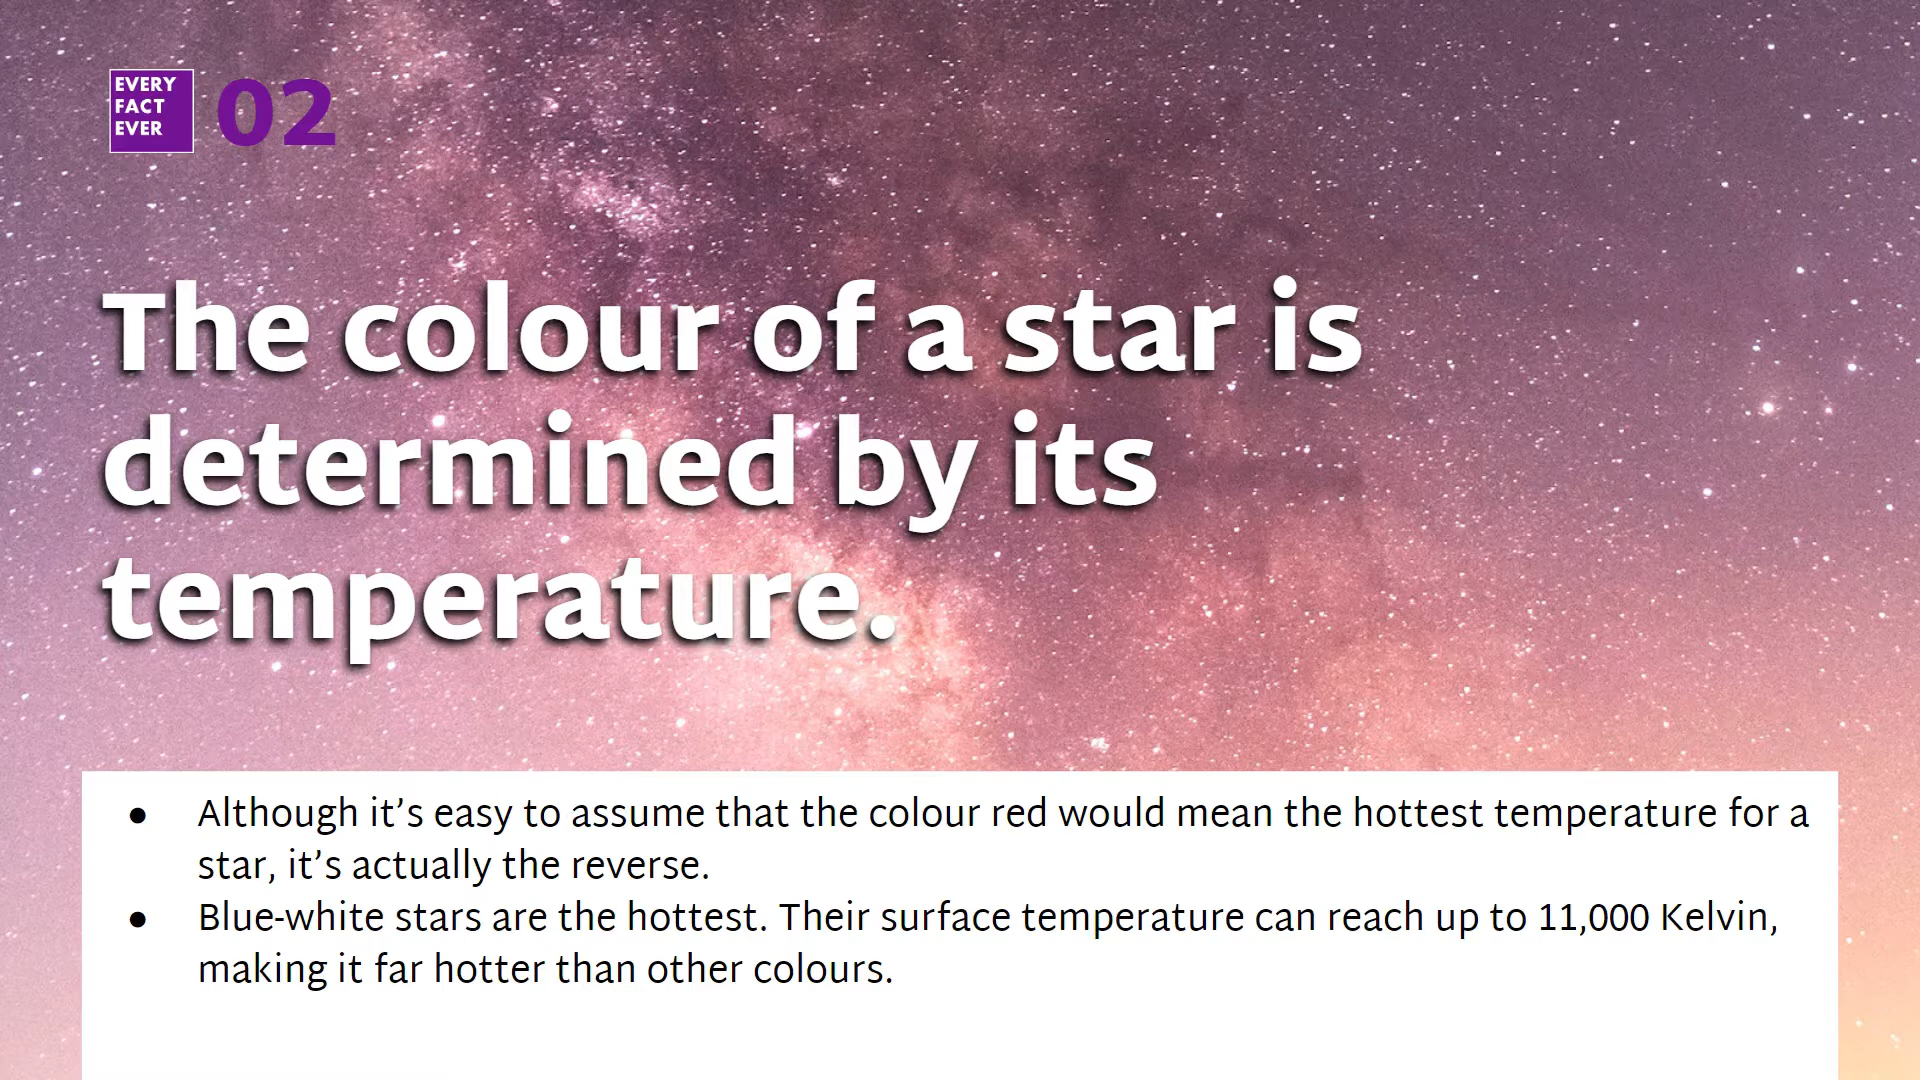 EVERY
FACT
EVER
02
The colour of a star is
determined by its
temperature.
● Although it’s easy to assume that the colour red would mean the hottest temperature for a
star, it’s actually the reverse.
● Blue-white stars are the hottest. Their surface temperature can reach up to 11,000 Kelvin,
making it far hotter than other colours.